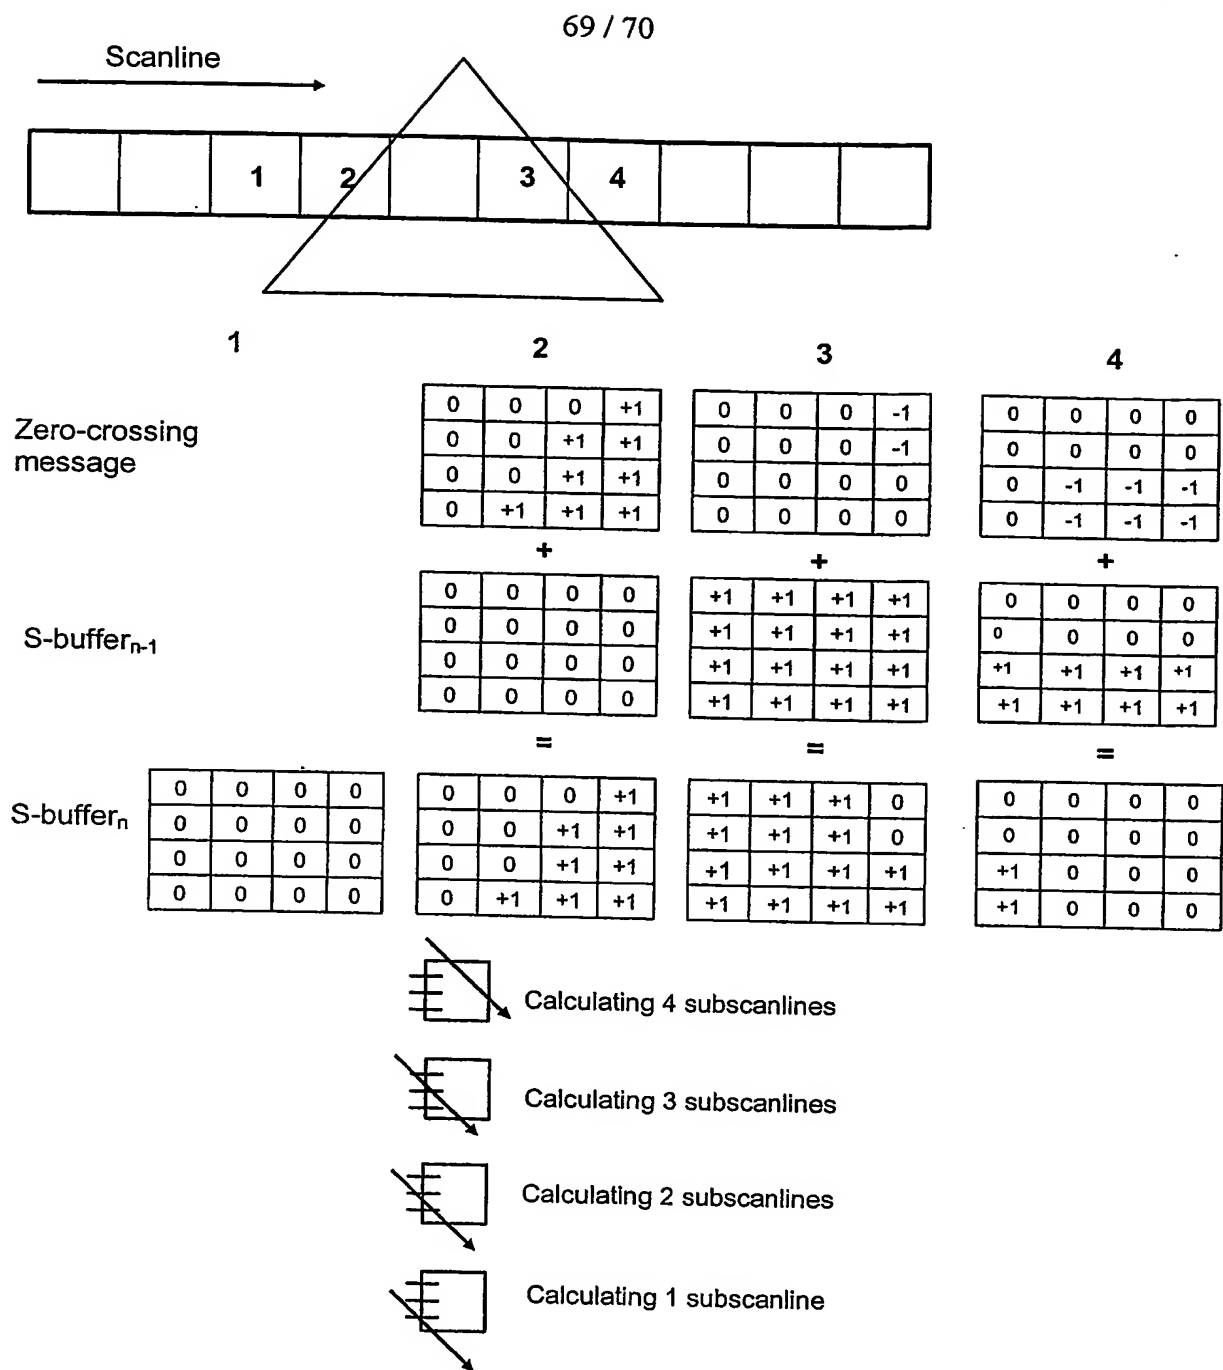 69 / 70
Scanline
1 2 3 4
1 2 3 4
Zero-crossing
message
0 0 0 +1 0 0 0 -1 0 0 0 0
0 0 +1 +1 0 0 0 -1 0 0 0 0
0 0 +1 +1 0 0 0 0 0 -1 -1 -1
0 +1 +1 +1 0 0 0 0 0 -1 -1 -1
+ + +
S-bufferₙ₋₁
0 0 0 0 +1 +1 +1 +1 0 0 0 0
0 0 0 0 +1 +1 +1 +1 0 0 0 0
0 0 0 0 +1 +1 +1 +1 +1 +1 +1 +1
0 0 0 0 +1 +1 +1 +1 +1 +1 +1 +1
= = =
S-bufferₙ
0 0 0 0 0 0 0 +1 +1 +1 +1 0 0 0 0 0
0 0 0 0 0 0 +1 +1 +1 +1 +1 0 0 0 0 0
0 0 0 0 0 0 +1 +1 +1 +1 +1 +1 +1 0 0 0
0 0 0 0 0 +1 +1 +1 +1 +1 +1 +1 +1 0 0 0
Calculating 4 subscanlines
Calculating 3 subscanlines
Calculating 2 subscanlines
Calculating 1 subscanline